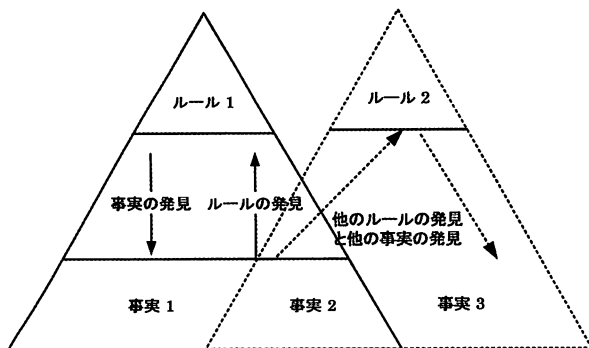 ルール 1
ルール 2
事実の発見
ルールの発見
他のルールの発見
と他の事実の発見
事実 1
事実 2
事実 3